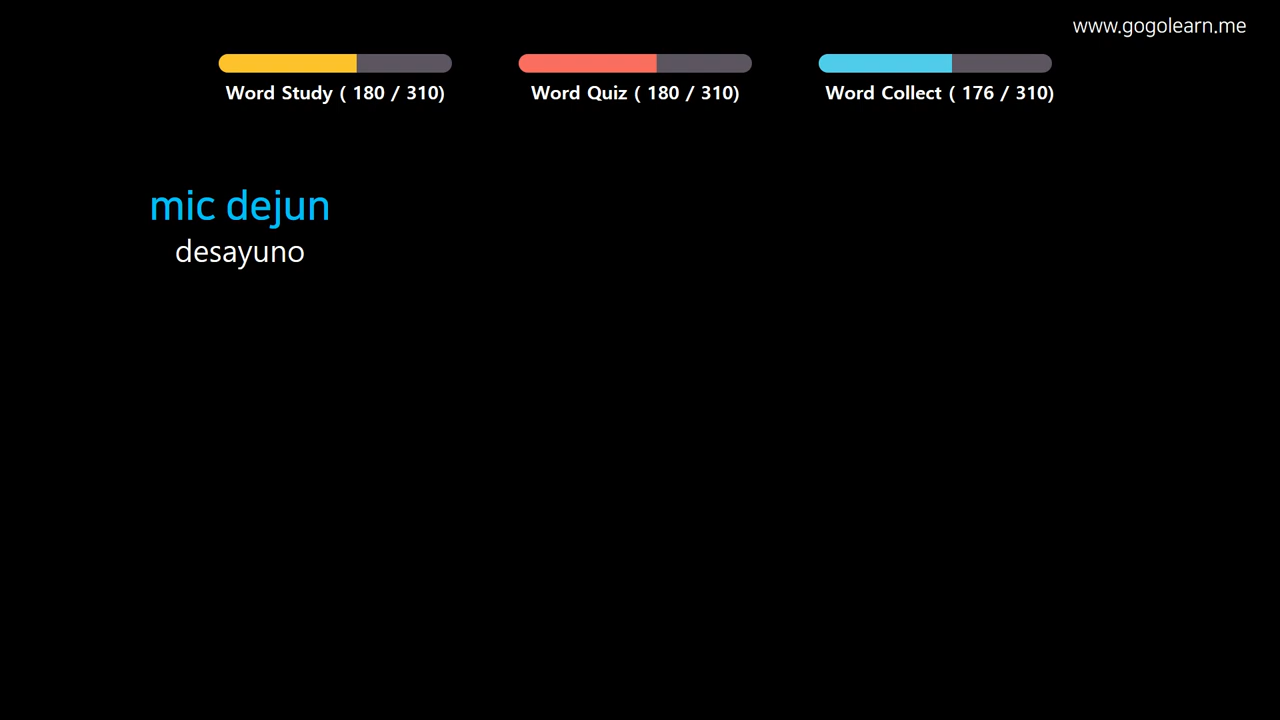 www.gogolearn.me
Word Study ( 180 / 310)
Word Quiz ( 180 / 310)
Word Collect ( 176 / 310)
mic dejun
desayuno